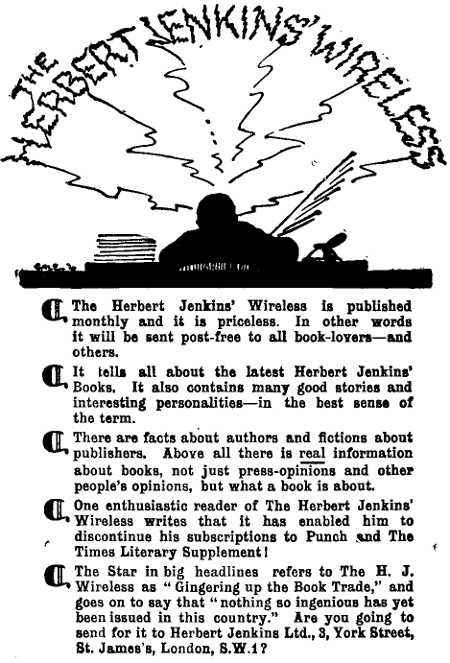 THE HERBERT JENKINS' WIRELESS
The Herbert Jenkins' Wireless is published
monthly and it is priceless. In other words
it will be sent post-free to all book-lovers—and
others.
It tells all about the latest Herbert Jenkins'
Books. It also contains many good stories and
interesting personalities—in the best sense of
the term.
There are facts about authors and fictions about
publishers. Above all there is real information
about books, not just press-opinions and other
people's opinions, but what a book is about.
One enthusiastic reader of The Herbert Jenkins'
Wireless writes that it has enabled him to
discontinue his subscriptions to Punch and The
Times Literary Supplement!
The Star in big headlines refers to The H. J.
Wireless as "Gingering up the Book Trade," and
goes on to say that "nothing so ingenious has yet
been issued in this country." Are you going to
send for it to Herbert Jenkins Ltd., 3, York Street,
St. James's, London, S.W.1?